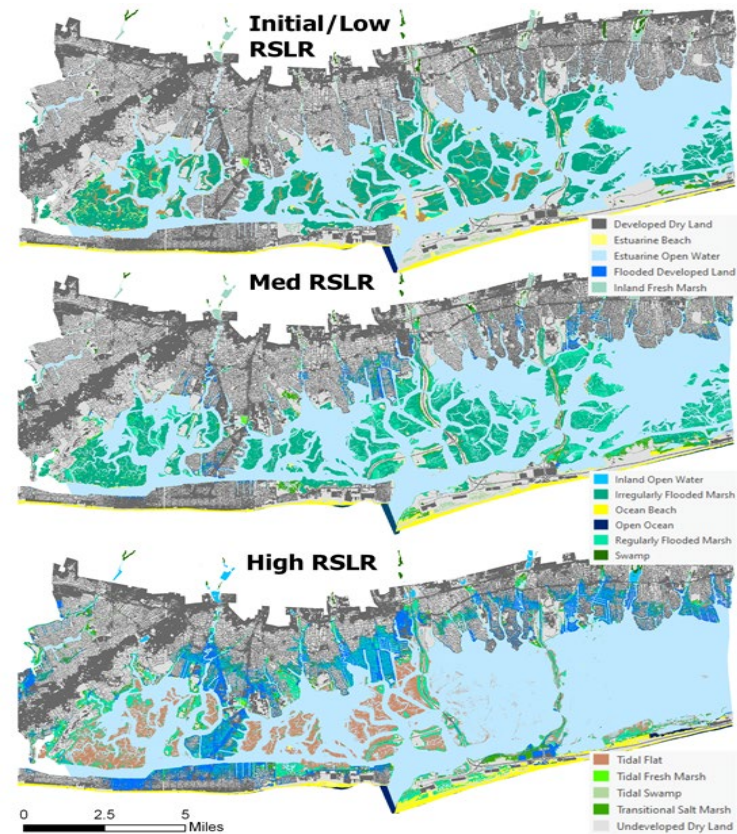 Initial/Low
RSLR
Developed Dry Land
Estuarine Beach
Estuarine Open Water
Flooded Developed Land
Inland Fresh Marsh
Med RSLR
Inland Open Water
Irregularly Flooded Marsh
Ocean Beach
Open Ocean
Regularly Flooded Marsh
Swamp
High RSLR
Tidal Flat
Tidal Fresh Marsh
Tidal Swamp
Transitional Salt Marsh
Undeveloped Dry Land
0 2.5 5
Miles